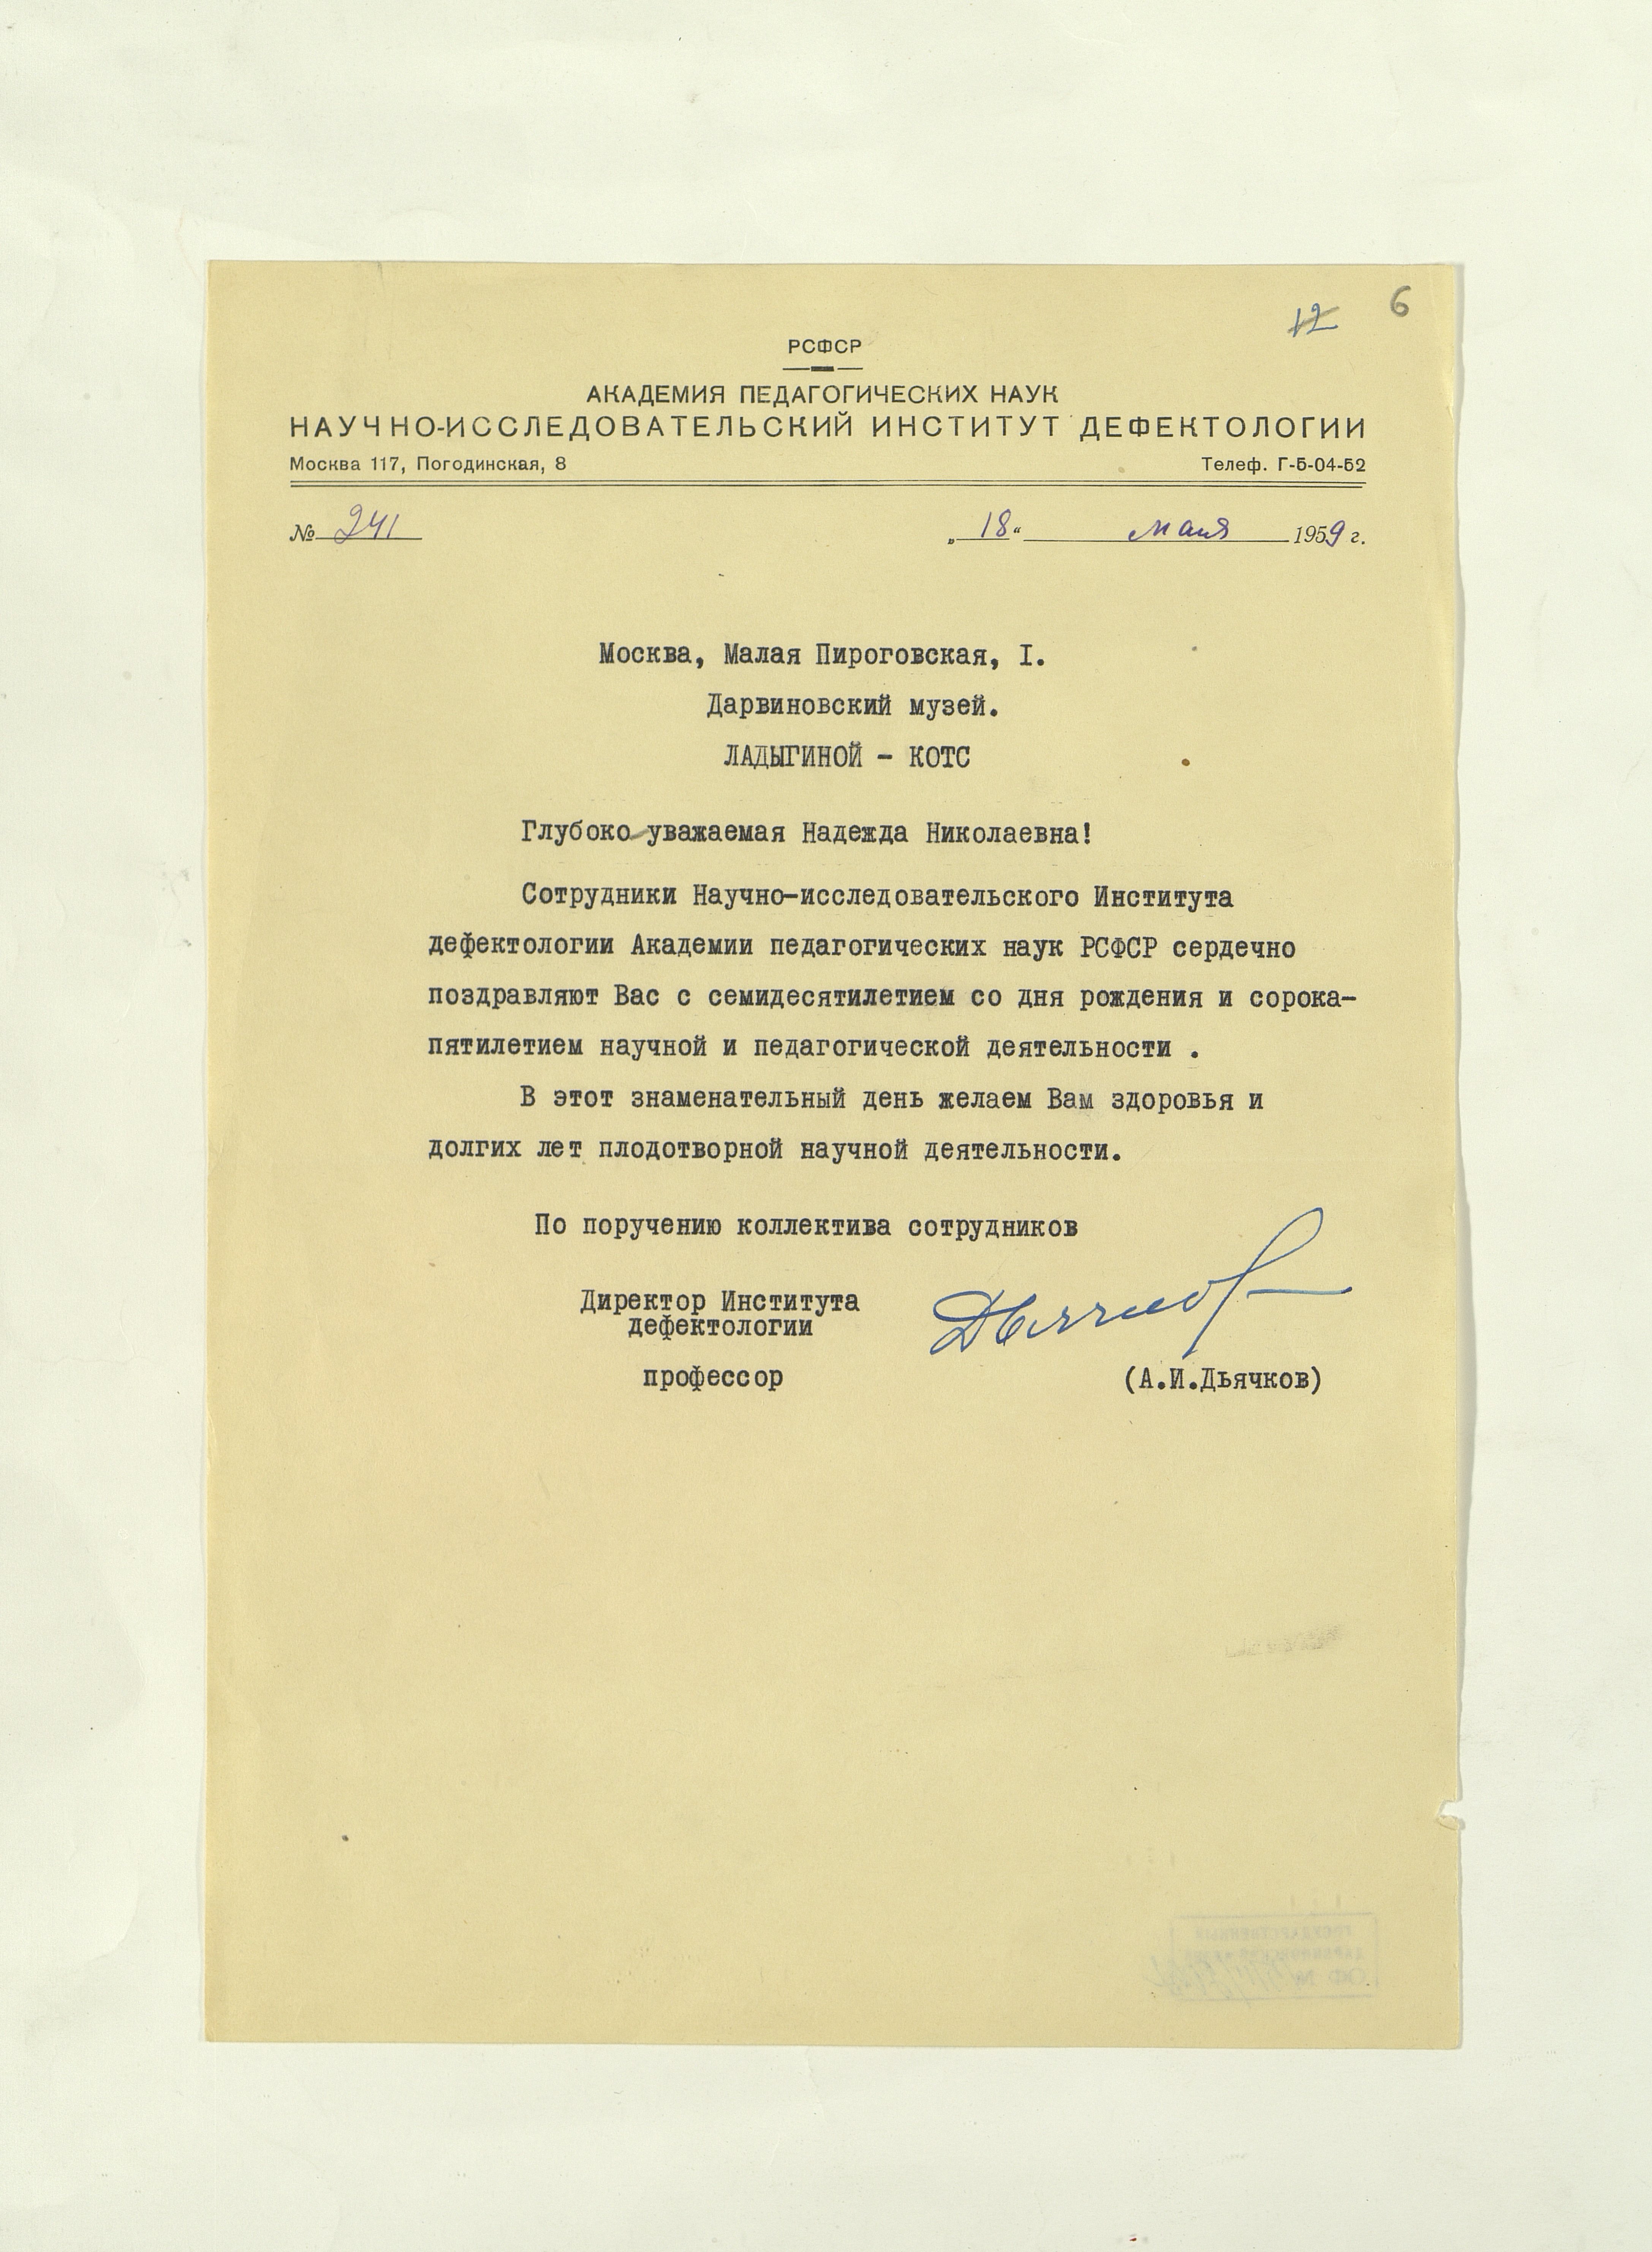 12 6
РСФСР
АКАДЕМИЯ ПЕДАГОГИЧЕСКИХ НАУК
НАУЧНО-ИССЛЕДОВАТЕЛЬСКИЙ ИНСТИТУТ ДЕФЕКТОЛОГИИ
Москва 117, Погодинская, 8 Телеф. Г-5-04-52
№ 241 „18“ мая 1959 г.
Москва, Малая Пироговская, I.
Дарвиновский музей.
ЛАДЫГИНОЙ - КОТС
Глубоко уважаемая Надежда Николаевна!
Сотрудники Научно-исследовательского Института
дефектологии Академии педагогических наук РСФСР сердечно
поздравляют Вас с семидесятилетием со дня рождения и сорока-
пятилетием научной и педагогической деятельности .
В этот знаменательный день желаем Вам здоровья и
долгих лет плодотворной научной деятельности.
По поручению коллектива сотрудников
Директор Института
дефектологии
Дьячков
профессор (А.И.Дьячков)